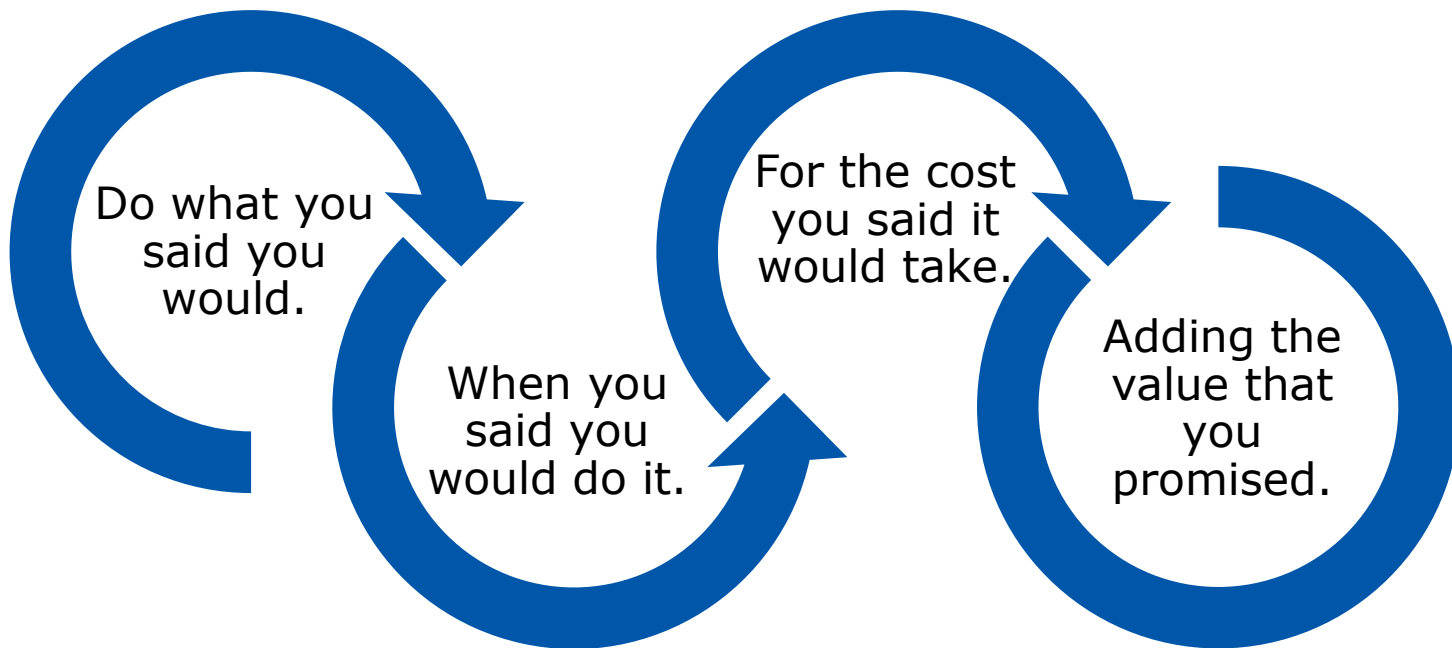 Do what you
said you
would.
When you
said you
would do it.
For the cost
you said it
would take.
Adding the
value that
you
promised.